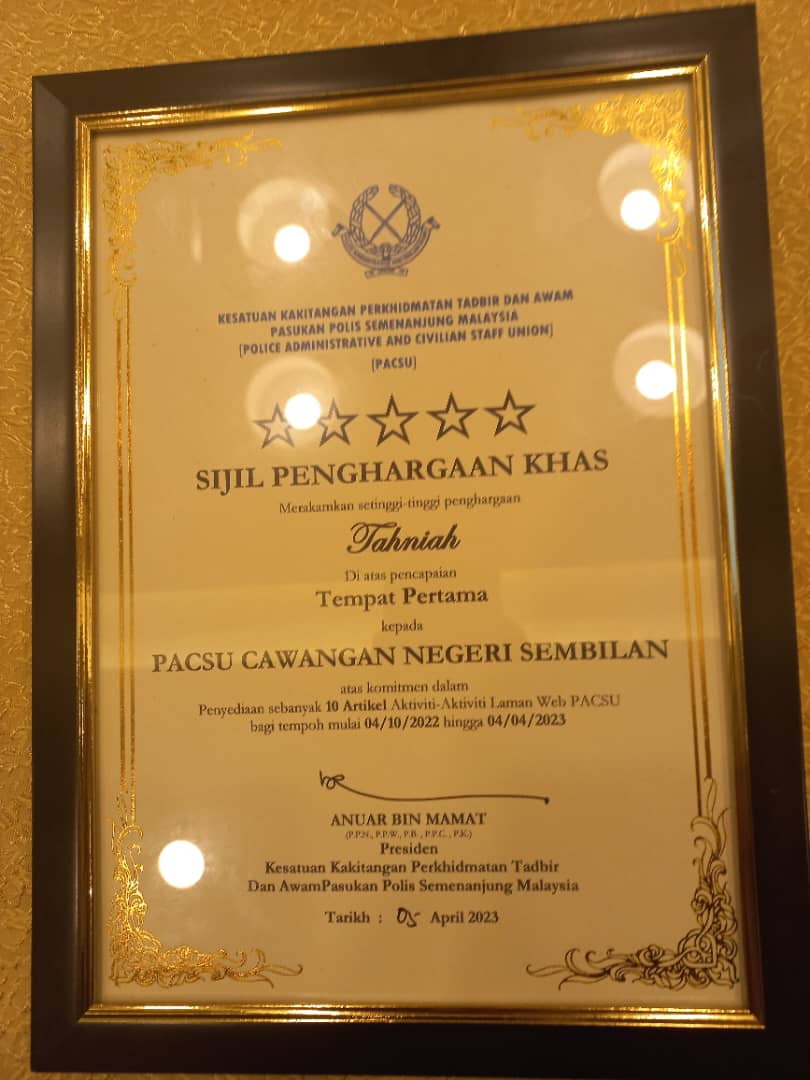 KESATUAN KAKITANGAN PERKHIDMATAN TADBIR DAN AWAM
PASUKAN POLIS SEMENANJUNG MALAYSIA
[POLICE ADMINISTRATIVE AND CIVILIAN STAFF UNION]
[PACSU]
SIJIL PENGHARGAAN KHAS
Merakamkan setinggi-tinggi penghargaan
Tahniah
Di atas pencapaian
Tempat Pertama
kepada
PACSU CAWANGAN NEGERI SEMBILAN
atas komitmen dalam
Penyediaan sebanyak 10 Artikel Aktiviti-Aktiviti Laman Web PACSU
bagi tempoh mulai 04/10/2022 hingga 04/04/2023
ANUAR BIN MAMAT
(P.P.N., P.P.W., P.B. , P.P.C. , P.K.)
Presiden
Kesatuan Kakitangan Perkhidmatan Tadbir
Dan AwamPasukan Polis Semenanjung Malaysia
Tarikh : 05 April 2023